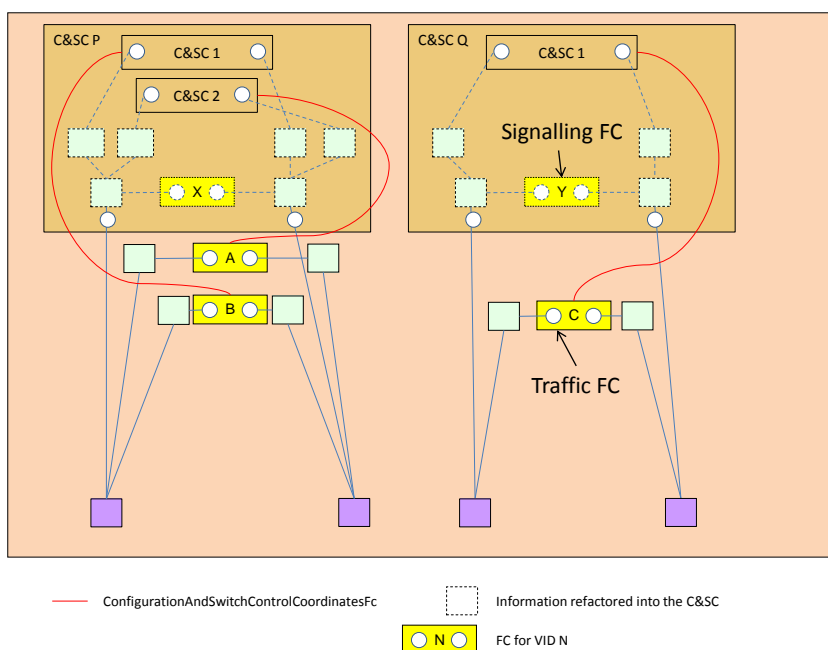 C&SC P
C&SC 1
C&SC 2
X
A
B
C&SC Q
C&SC 1
Signalling FC
Y
C
Traffic FC
ConfigurationAndSwitchControlCoordinatesFc
Information refactored into the C&SC
N
FC for VID N